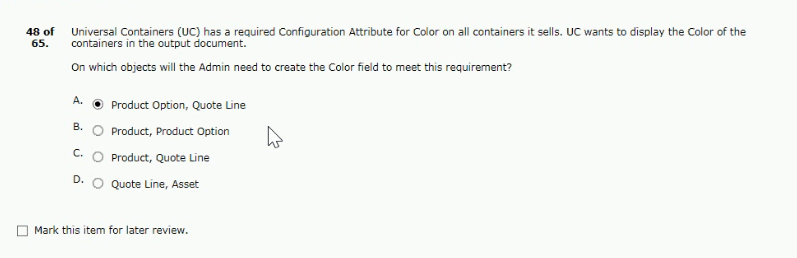 48 of Universal Containers (UC) has a required Configuration Attribute for Color on all containers it sells. UC wants to display the Color of the
65. containers in the output document.
On which objects will the Admin need to create the Color field to meet this requirement?
A. Product Option, Quote Line
B. Product, Product Option
C. Product, Quote Line
D. Quote Line, Asset
Mark this item for later review.